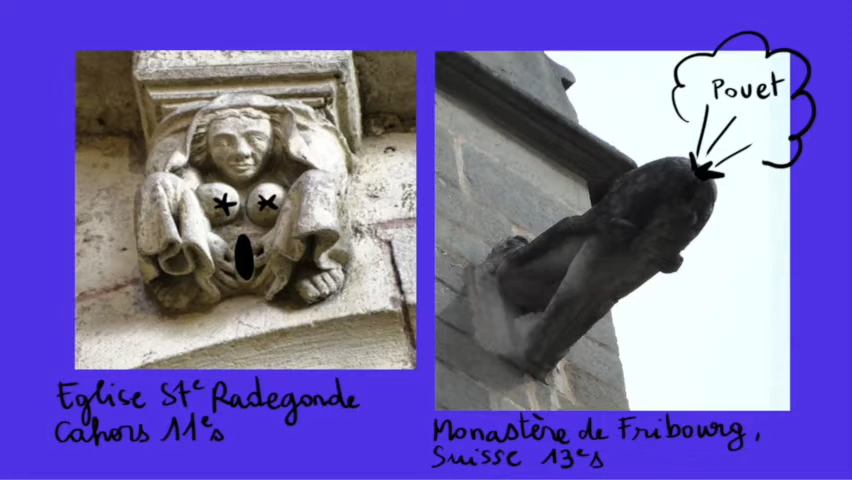 Pouet
Eglise Ste Radegonde
Cahors 11es
Monastère de Fribourg,
Suisse 13es